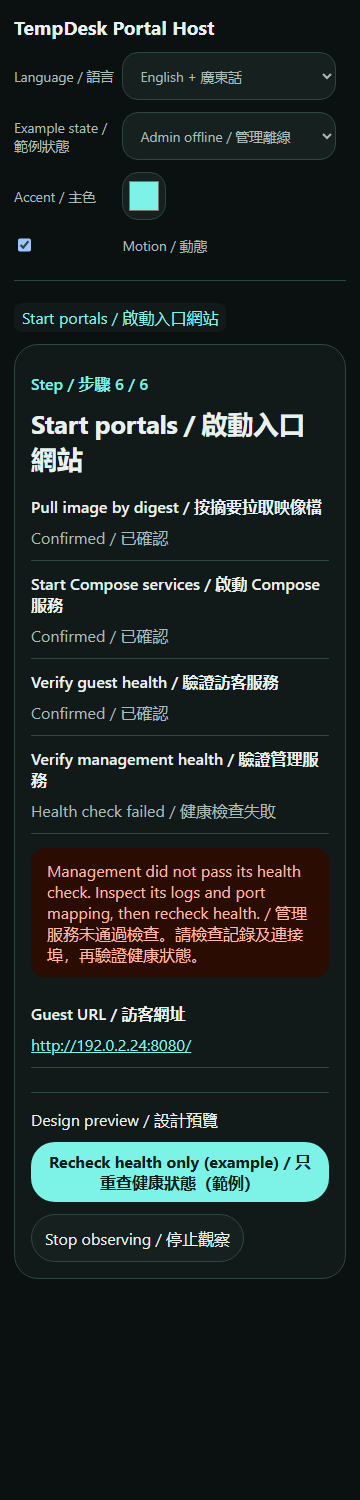 TempDesk Portal Host
Language / 語言
English + 廣東話
Example state /
範例狀態
Admin offline / 管理離線
Accent / 主色
Motion / 動態
Start portals / 啟動入口網站
Step / 步驟 6 / 6
Start portals / 啟動入口
網站
Pull image by digest / 按摘要拉取映像檔
Confirmed / 已確認
Start Compose services / 啟動 Compose
服務
Confirmed / 已確認
Verify guest health / 驗證訪客服務
Confirmed / 已確認
Verify management health / 驗證管理服
務
Health check failed / 健康檢查失敗
Management did not pass its health
check. Inspect its logs and port
mapping, then recheck health. / 管理
服務未通過檢查。請檢查記錄及連接
埠，再驗證健康狀態。
Guest URL / 訪客網址
http://192.0.2.24:8080/
Design preview / 設計預覽
Recheck health only (example) / 只
重查健康狀態（範例）
Stop observing / 停止觀察